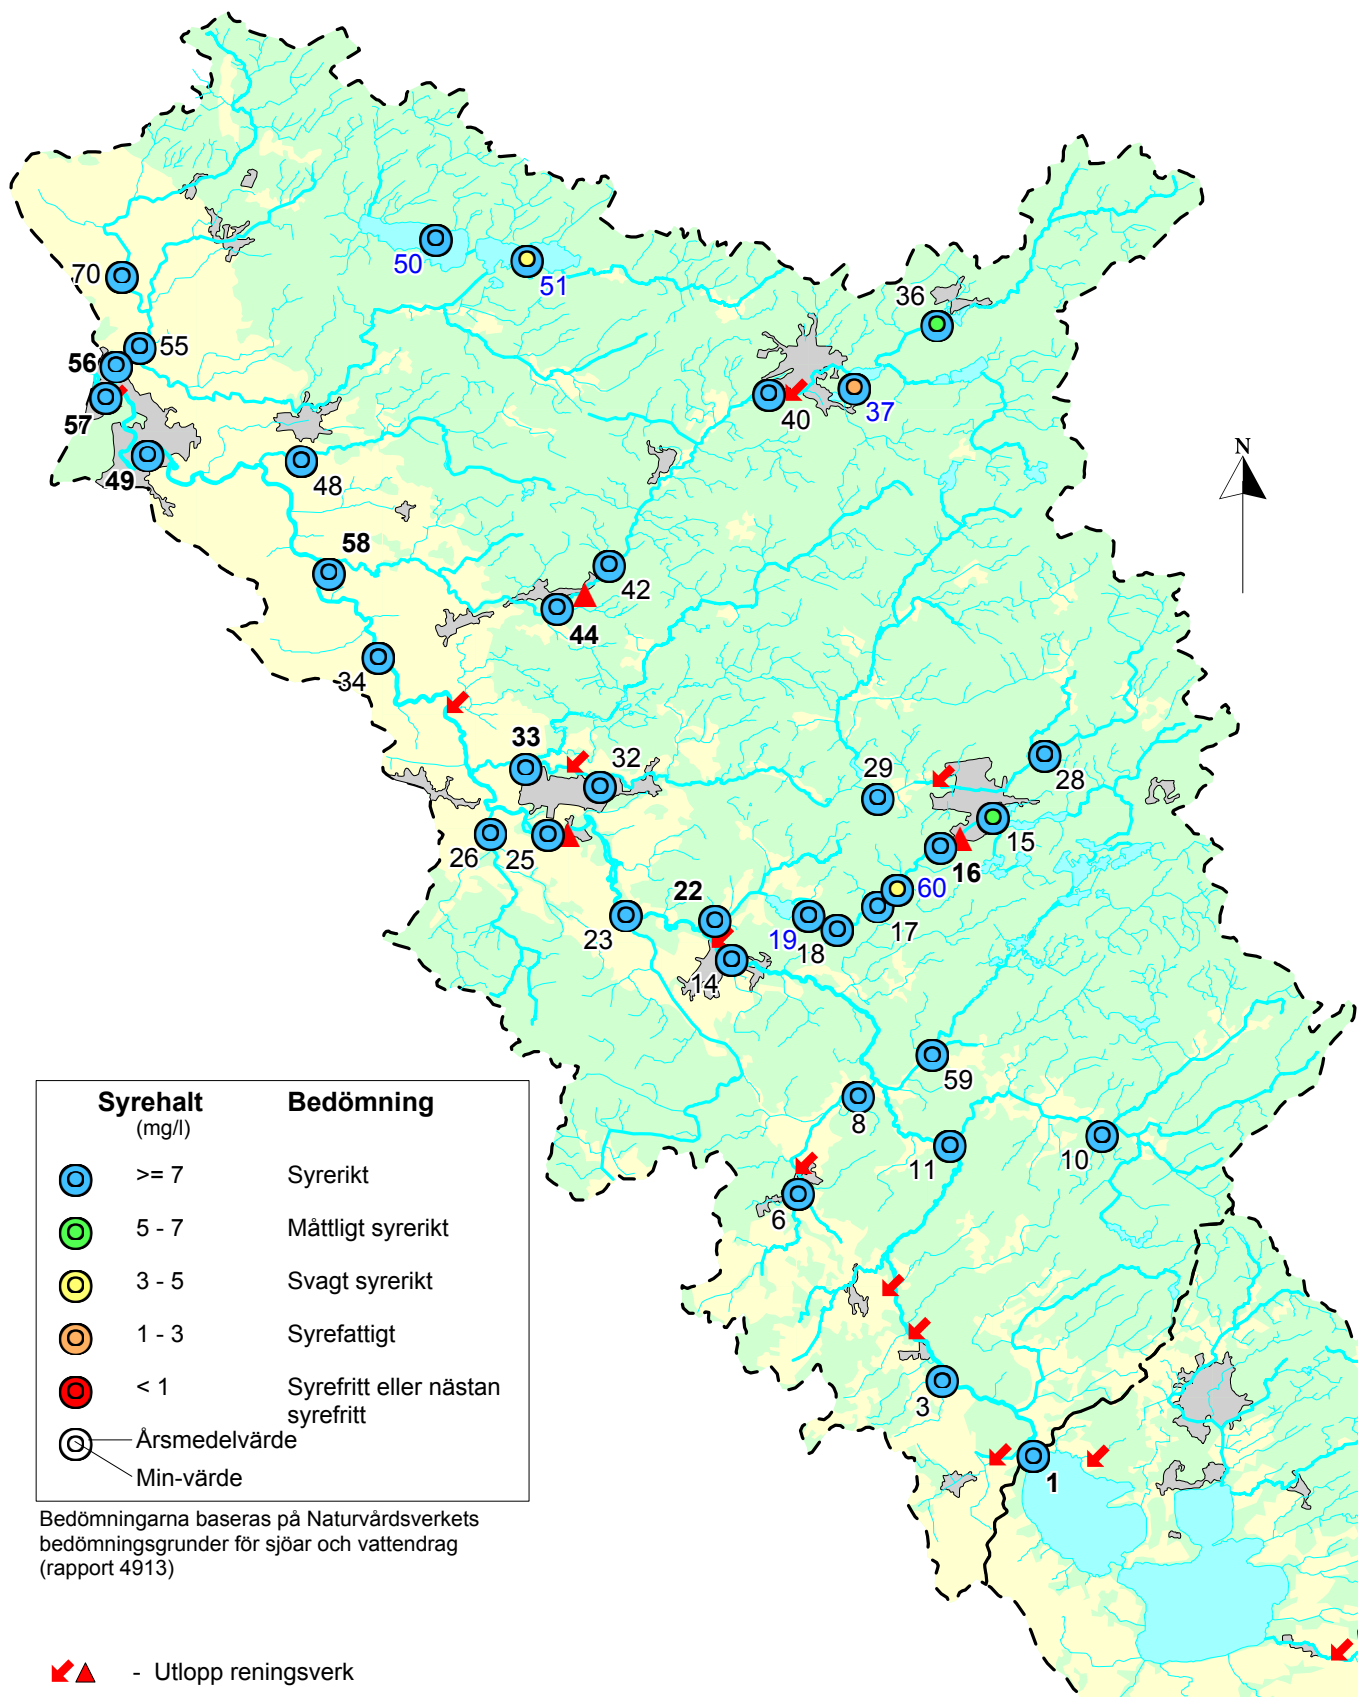 50
51
70
36
55
56
57
40
37
N
49
48
58
42
44
34
33
32
29
28
26
25
15
16
60
22
23
19
18
17
14
59
8
11
10
6
3
1
Syrehalt Bedömning
(mg/l)
>= 7 Syrerikt
5 - 7 Måttligt syrerikt
3 - 5 Svagt syrerikt
1 - 3 Syrefattigt
< 1 Syrefritt eller nästan
syrefritt
Årsmedelvärde
Min-värde
Bedömningarna baseras på Naturvårdsverkets
bedömningsgrunder för sjöar och vattendrag
(rapport 4913)
- Utlopp reningsverk